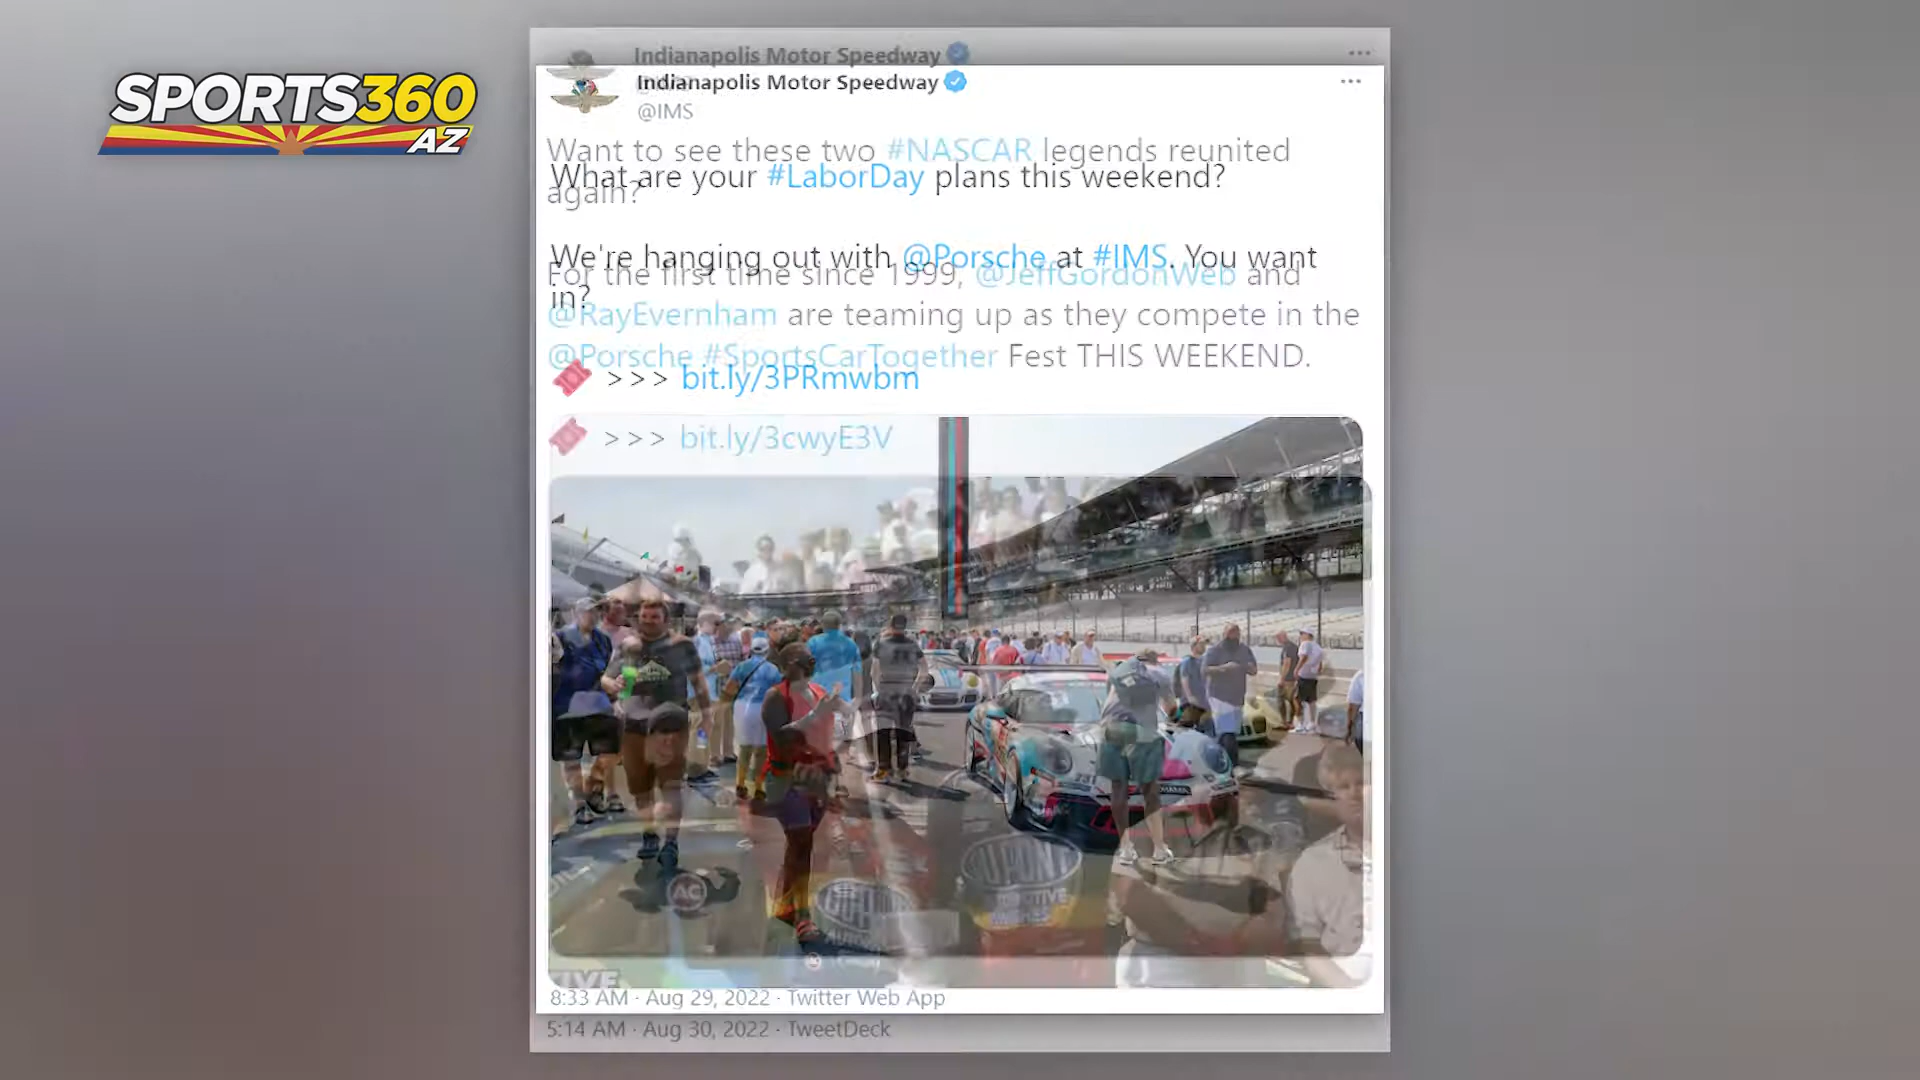 SPORTS360
AZ
Indianapolis Motor Speedway
Indianapolis Motor Speedway
@IMS
Want to see these two #NASCAR legends reunited
again?
What are your #LaborDay plans this weekend?
We're hanging out with @Porsche at #IMS. You want
in?
For the first time since 1999, @JeffGordonWeb and
@RayEvernham are teaming up as they compete in the
@Porsche #SportsCarTogether Fest THIS WEEKEND.
>>> bit.ly/3PRmwbm
>>> bit.ly/3cwyE3V
AC
DUPONT
8:33 AM · Aug 29, 2022 · Twitter Web App
5:14 AM · Aug 30, 2022 · TweetDeck